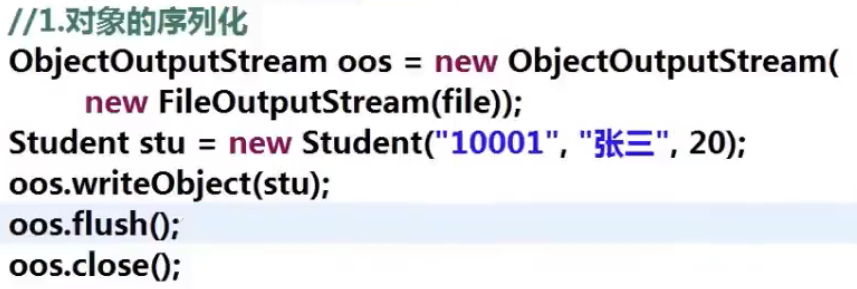 //1.对象的序列化
ObjectOutputStream oos = new ObjectOutputStream(
new FileOutputStream(file));
Student stu = new Student("10001", "张三", 20);
oos.writeObject(stu);
oos.flush();
oos.close();